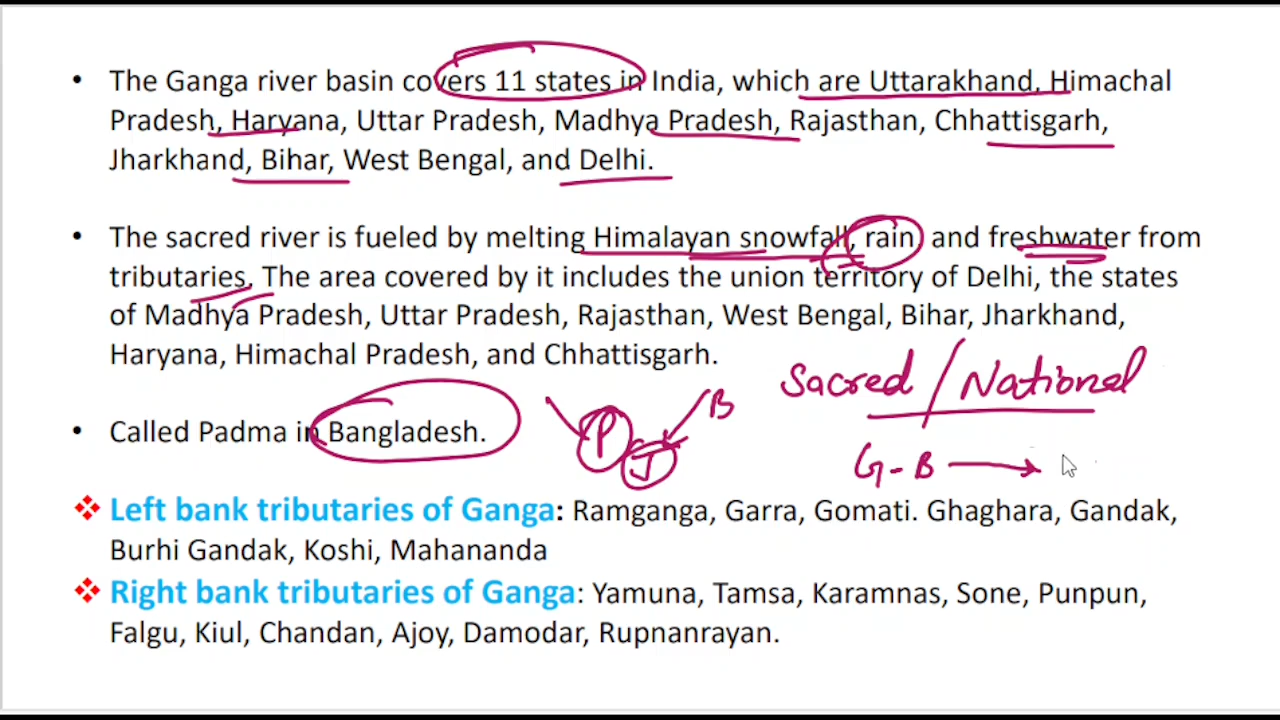 • The Ganga river basin covers 11 states in India, which are Uttarakhand, Himachal
Pradesh, Haryana, Uttar Pradesh, Madhya Pradesh, Rajasthan, Chhattisgarh,
Jharkhand, Bihar, West Bengal, and Delhi.
• The sacred river is fueled by melting Himalayan snowfall, rain, and freshwater from
tributaries. The area covered by it includes the union territory of Delhi, the states
of Madhya Pradesh, Uttar Pradesh, Rajasthan, West Bengal, Bihar, Jharkhand,
Haryana, Himachal Pradesh, and Chhattisgarh.
Sacred / National
• Called Padma in Bangladesh.
P J B
G-B →
❖ Left bank tributaries of Ganga: Ramganga, Garra, Gomati. Ghaghara, Gandak,
Burhi Gandak, Koshi, Mahananda
❖ Right bank tributaries of Ganga: Yamuna, Tamsa, Karamnas, Sone, Punpun,
Falgu, Kiul, Chandan, Ajoy, Damodar, Rupnanrayan.